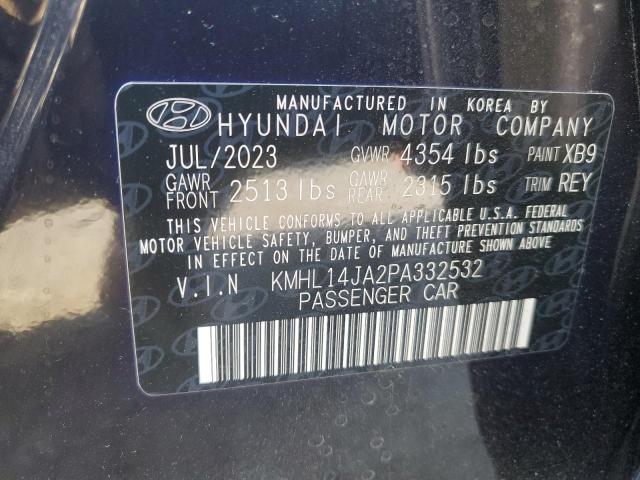 MANUFACTURED IN KOREA BY
HYUNDAI MOTOR COMPANY
JUL/2023 GVWR 4354 lbs PAINT XB9
GAWR FRONT 2513 lbs GAWR REAR 2315 lbs TRIM REY
THIS VEHICLE CONFORMS TO ALL APPLICABLE U.S.A. FEDERAL
MOTOR VEHICLE SAFETY, BUMPER, AND THEFT PREVENTION STANDARDS
IN EFFECT ON THE DATE OF MANUFACTURE SHOWN ABOVE
V.I.N KMHL14JA2PA332532
PASSENGER CAR